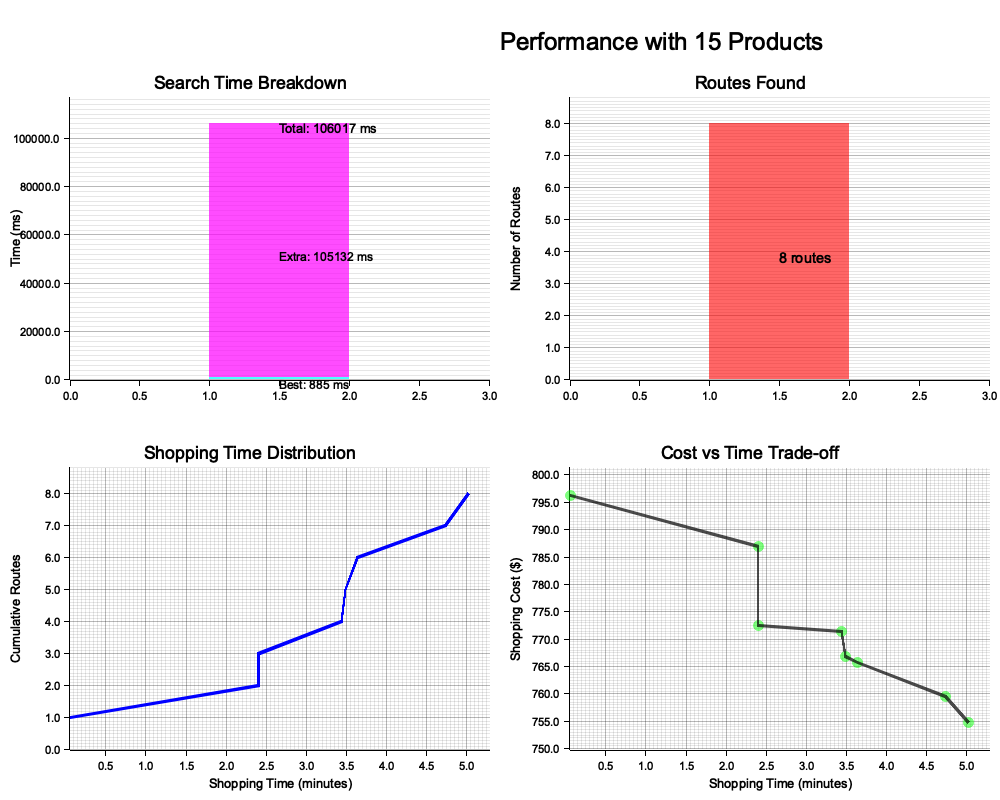 Performance with 15 Products
Search Time Breakdown
Time (ms)
100000.0
80000.0
60000.0
40000.0
20000.0
0.0
Total: 106017 ms
Extra: 105132 ms
Best: 885 ms
0.0 0.5 1.0 1.5 2.0 2.5 3.0
Routes Found
Number of Routes
8.0
7.0
6.0
5.0
4.0
3.0
2.0
1.0
0.0
8 routes
0.0 0.5 1.0 1.5 2.0 2.5 3.0
Shopping Time Distribution
Cumulative Routes
8.0
7.0
6.0
5.0
4.0
3.0
2.0
1.0
0.0
0.5 1.0 1.5 2.0 2.5 3.0 3.5 4.0 4.5 5.0
Shopping Time (minutes)
Cost vs Time Trade-off
Shopping Cost ($)
800.0
795.0
790.0
785.0
780.0
775.0
770.0
765.0
760.0
755.0
750.0
0.5 1.0 1.5 2.0 2.5 3.0 3.5 4.0 4.5 5.0
Shopping Time (minutes)